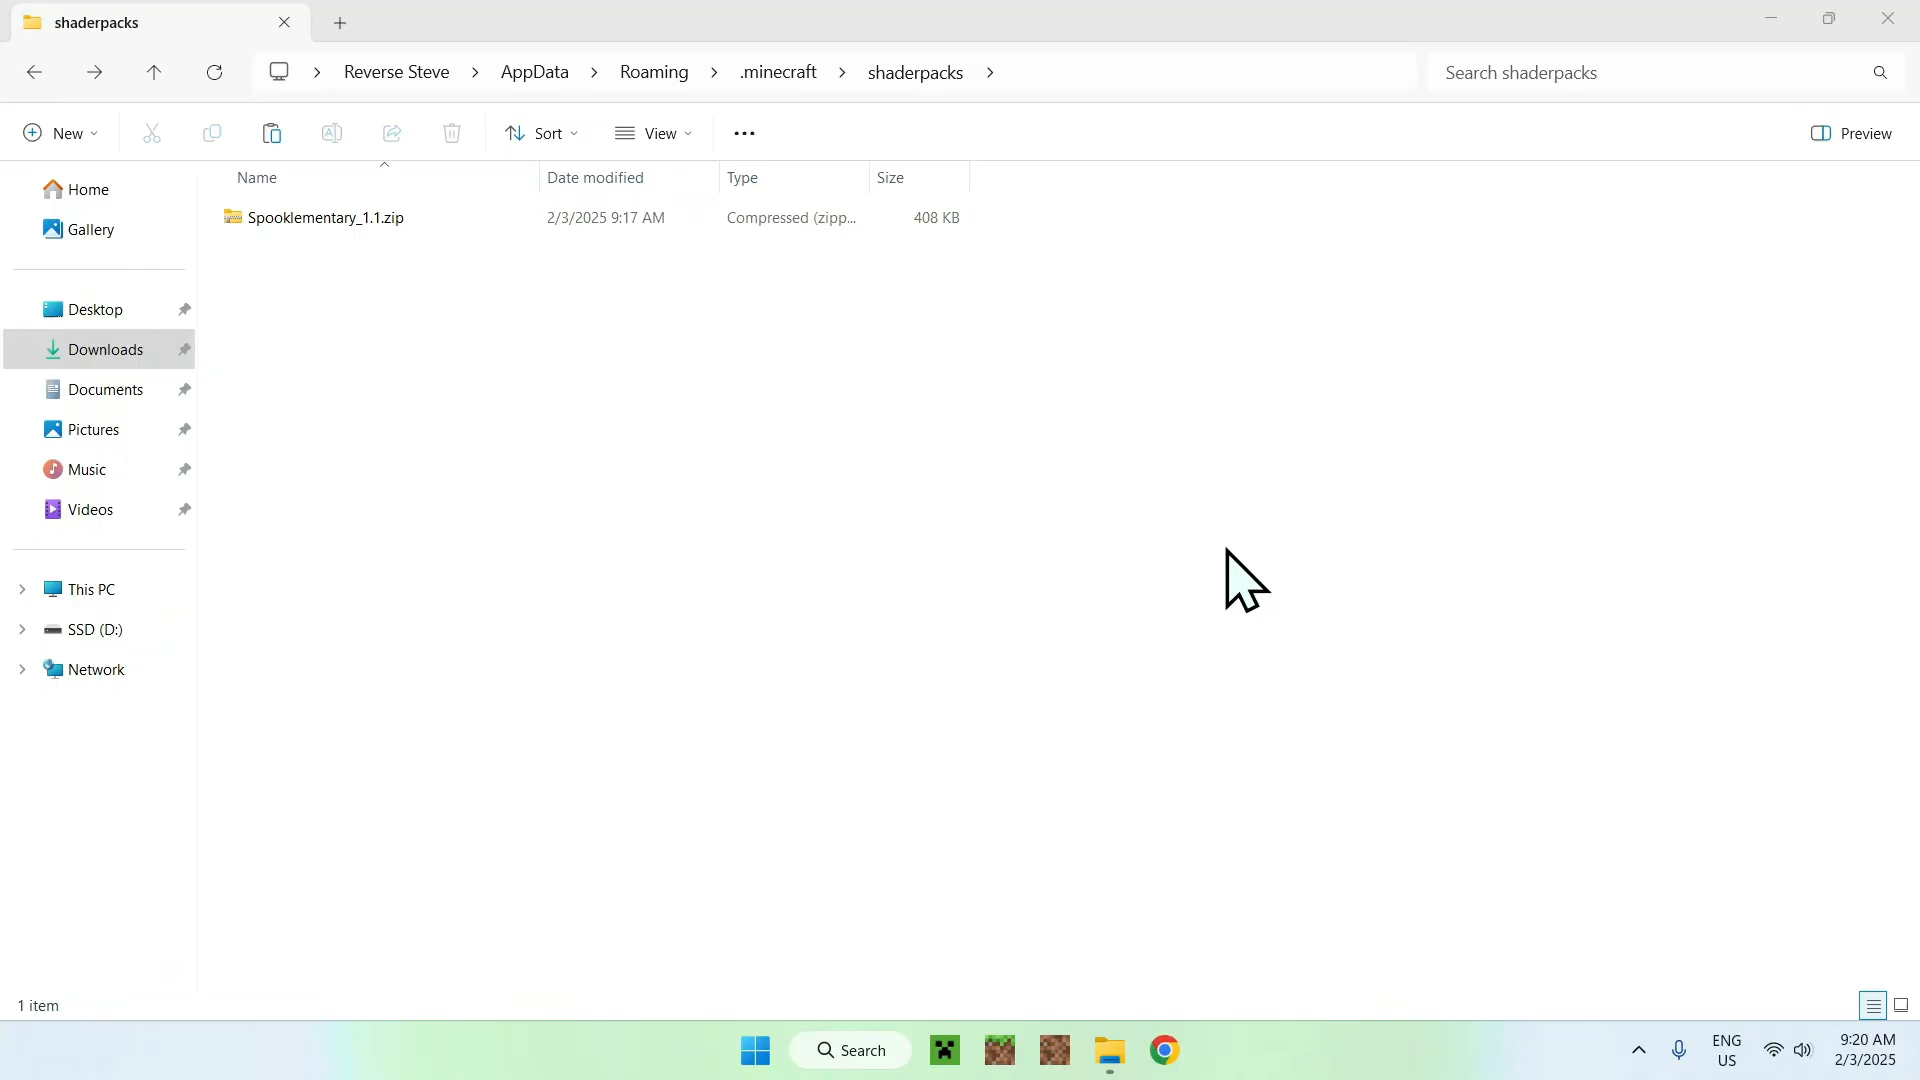 shaderpacks
Reverse Steve > AppData > Roaming > .minecraft > shaderpacks >
Search shaderpacks
New
Sort
View
Preview
Name Date modified Type Size
Spooklementary_1.1.zip 2/3/2025 9:17 AM Compressed (zipp... 408 KB
Home
Gallery
Desktop
Downloads
Documents
Pictures
Music
Videos
This PC
SSD (D:)
Network
1 item
Search
ENG
US
9:20 AM
2/3/2025